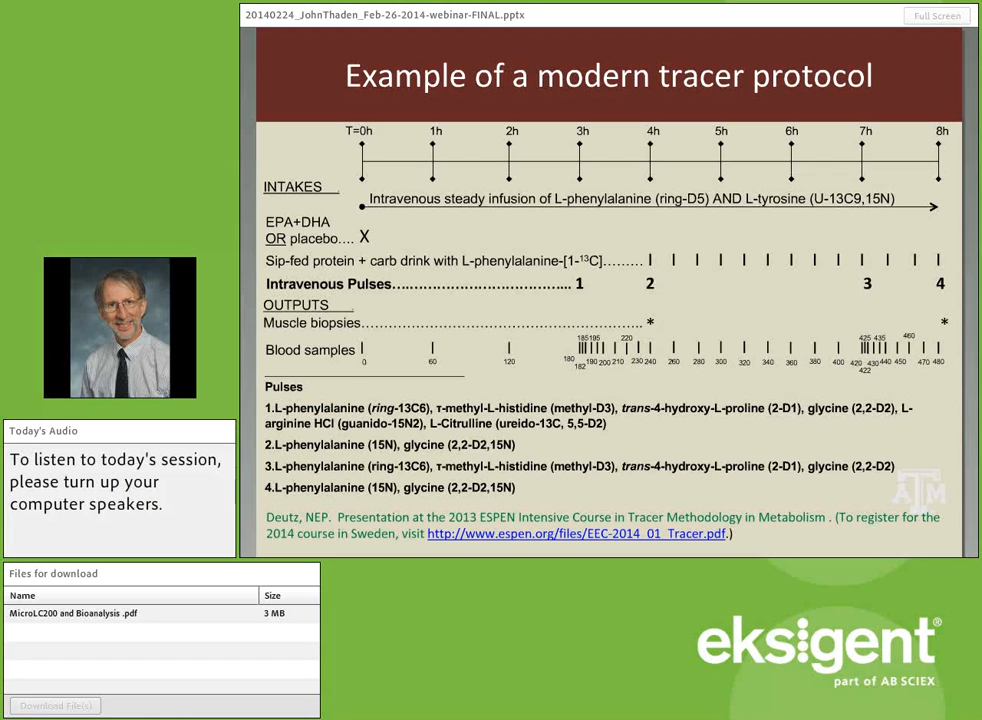 20140224_JohnThaden_Feb-26-2014-webinar-FINAL.pptx
Full Screen
Example of a modern tracer protocol
T=0h 1h 2h 3h 4h 5h 6h 7h 8h
INTAKES
Intravenous steady infusion of L-phenylalanine (ring-D5) AND L-tyrosine (U-13C9,15N)
EPA+DHA
OR placebo.... X
Sip-fed protein + carb drink with L-phenylalanine-[1-¹³C].........
Intravenous Pulses....................................... 1 2 3 4
OUTPUTS
Muscle biopsies................................................... * *
185 195 220 425 435 460
Blood samples
0 60 120 180 182 190 200 210 230 240 260 280 300 320 340 360 380 400 420 422 430 440 450 470 480
Pulses
1.L-phenylalanine (ring-13C6), τ-methyl-L-histidine (methyl-D3), trans-4-hydroxy-L-proline (2-D1), glycine (2,2-D2), L-
arginine HCl (guanido-15N2), L-Citrulline (ureido-13C, 5,5-D2)
2.L-phenylalanine (15N), glycine (2,2-D2,15N)
3.L-phenylalanine (ring-13C6), τ-methyl-L-histidine (methyl-D3), trans-4-hydroxy-L-proline (2-D1), glycine (2,2-D2)
4.L-phenylalanine (15N), glycine (2,2-D2,15N)
ATM
Deutz, NEP. Presentation at the 2013 ESPEN Intensive Course in Tracer Methodology in Metabolism . (To register for the
2014 course in Sweden, visit http://www.espen.org/files/EEC-2014_01_Tracer.pdf.)
Today's Audio
To listen to today's session,
please turn up your
computer speakers.
Files for download
Name Size
MicroLC200 and Bioanalysis .pdf 3 MB
Download File(s)
eksigent®
part of AB SCIEX